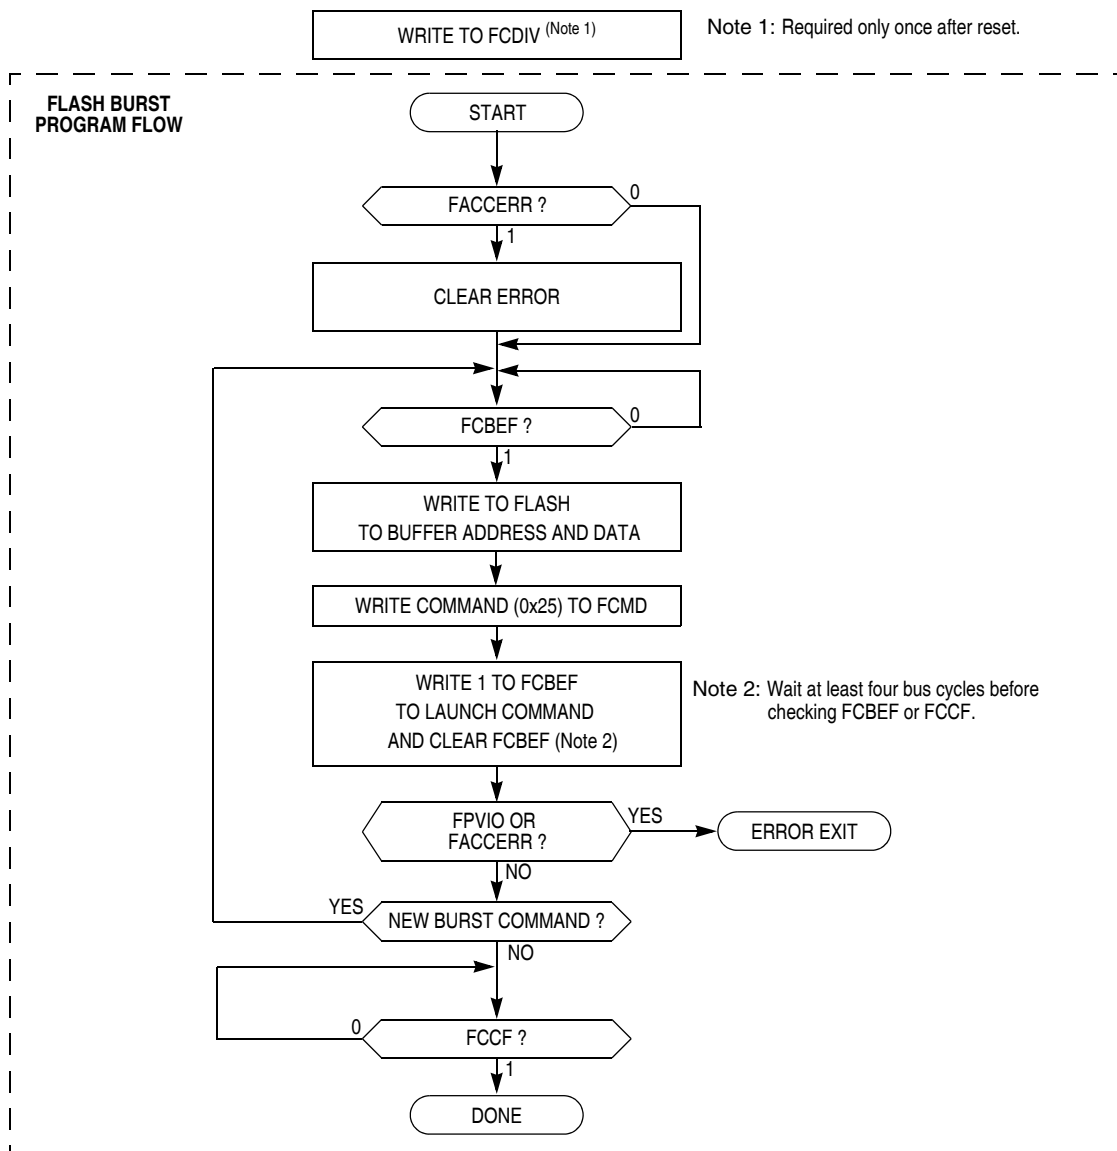 WRITE TO FCDIV (Note 1)
Note 1: Required only once after reset.
FLASH BURST
PROGRAM FLOW
START
FACCERR ?
0
1
CLEAR ERROR
FCBEF ?
0
1
WRITE TO FLASH
TO BUFFER ADDRESS AND DATA
WRITE COMMAND (0x25) TO FCMD
WRITE 1 TO FCBEF
TO LAUNCH COMMAND
AND CLEAR FCBEF (Note 2)
Note 2: Wait at least four bus cycles before
checking FCBEF or FCCF.
FPVIO OR
FACCERR ?
YES
ERROR EXIT
NO
YES
NEW BURST COMMAND ?
NO
0
FCCF ?
1
DONE